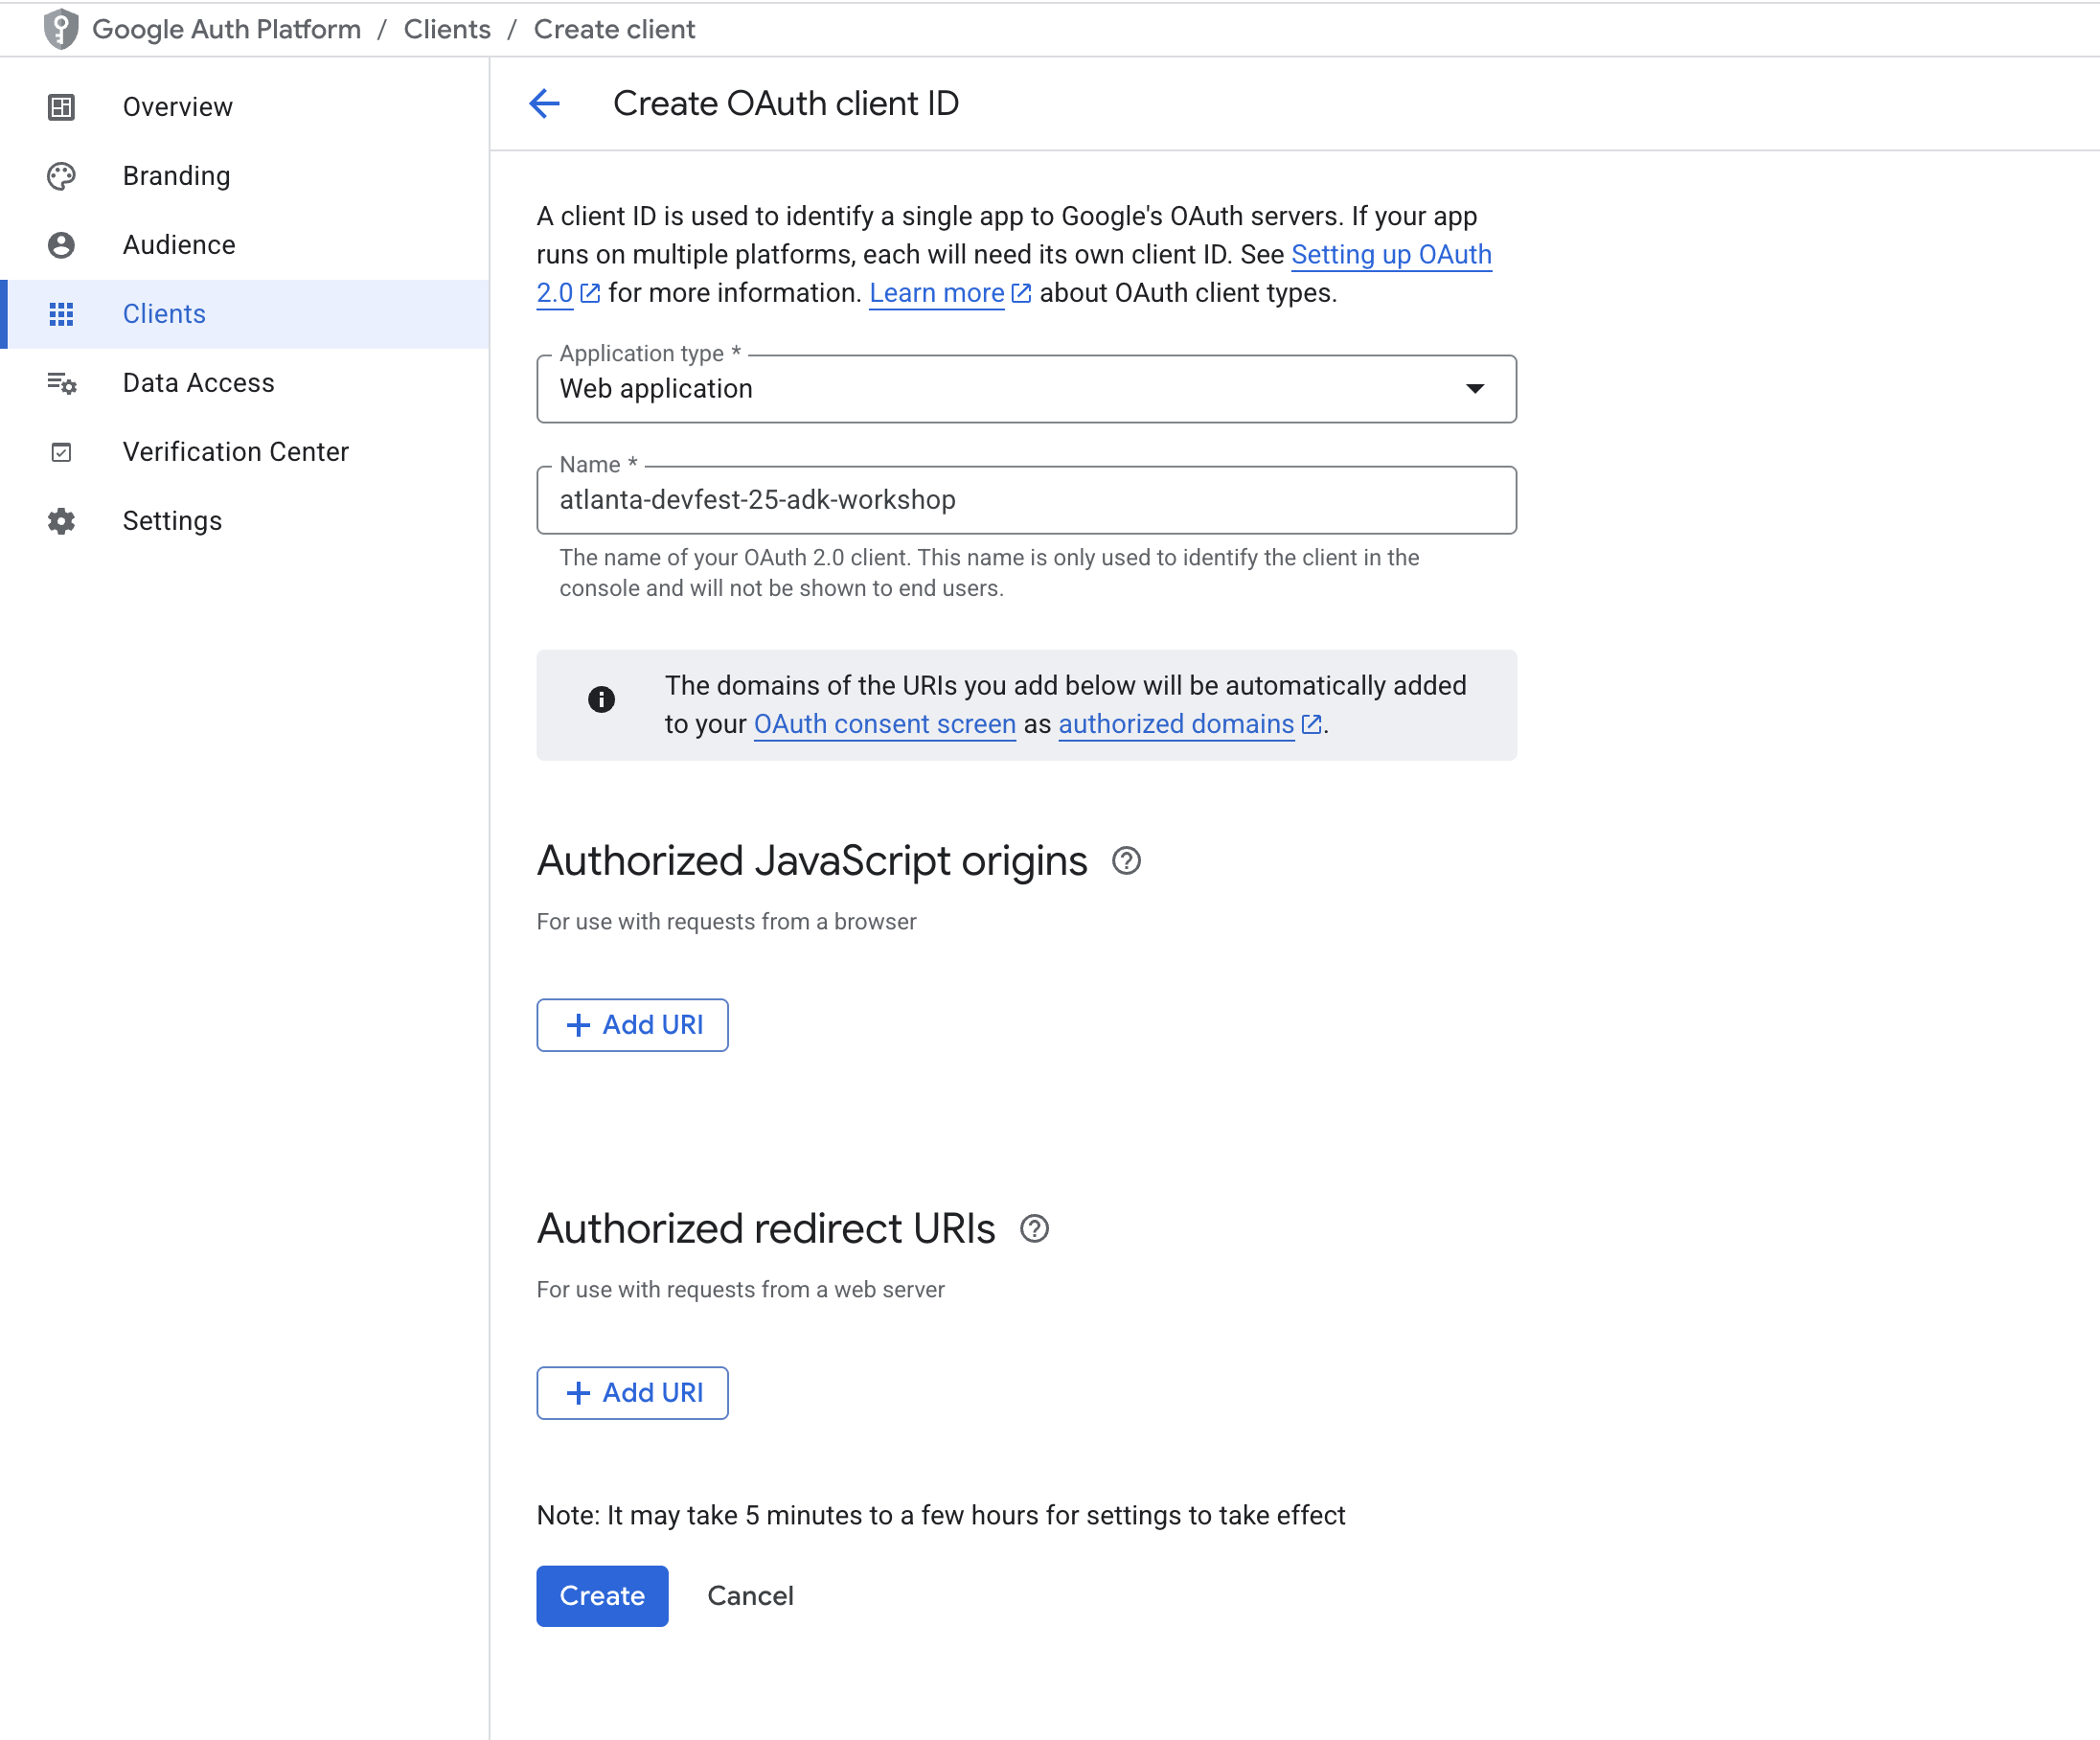 Google Auth Platform / Clients / Create client
Overview
Branding
Audience
Clients
Data Access
Verification Center
Settings
Create OAuth client ID
A client ID is used to identify a single app to Google's OAuth servers. If your app
runs on multiple platforms, each will need its own client ID. See Setting up OAuth
2.0 for more information. Learn more about OAuth client types.
Application type *
Web application
Name *
atlanta-devfest-25-adk-workshop
The name of your OAuth 2.0 client. This name is only used to identify the client in the
console and will not be shown to end users.
The domains of the URIs you add below will be automatically added
to your OAuth consent screen as authorized domains.
Authorized JavaScript origins
For use with requests from a browser
+ Add URI
Authorized redirect URIs
For use with requests from a web server
+ Add URI
Note: It may take 5 minutes to a few hours for settings to take effect
Create Cancel